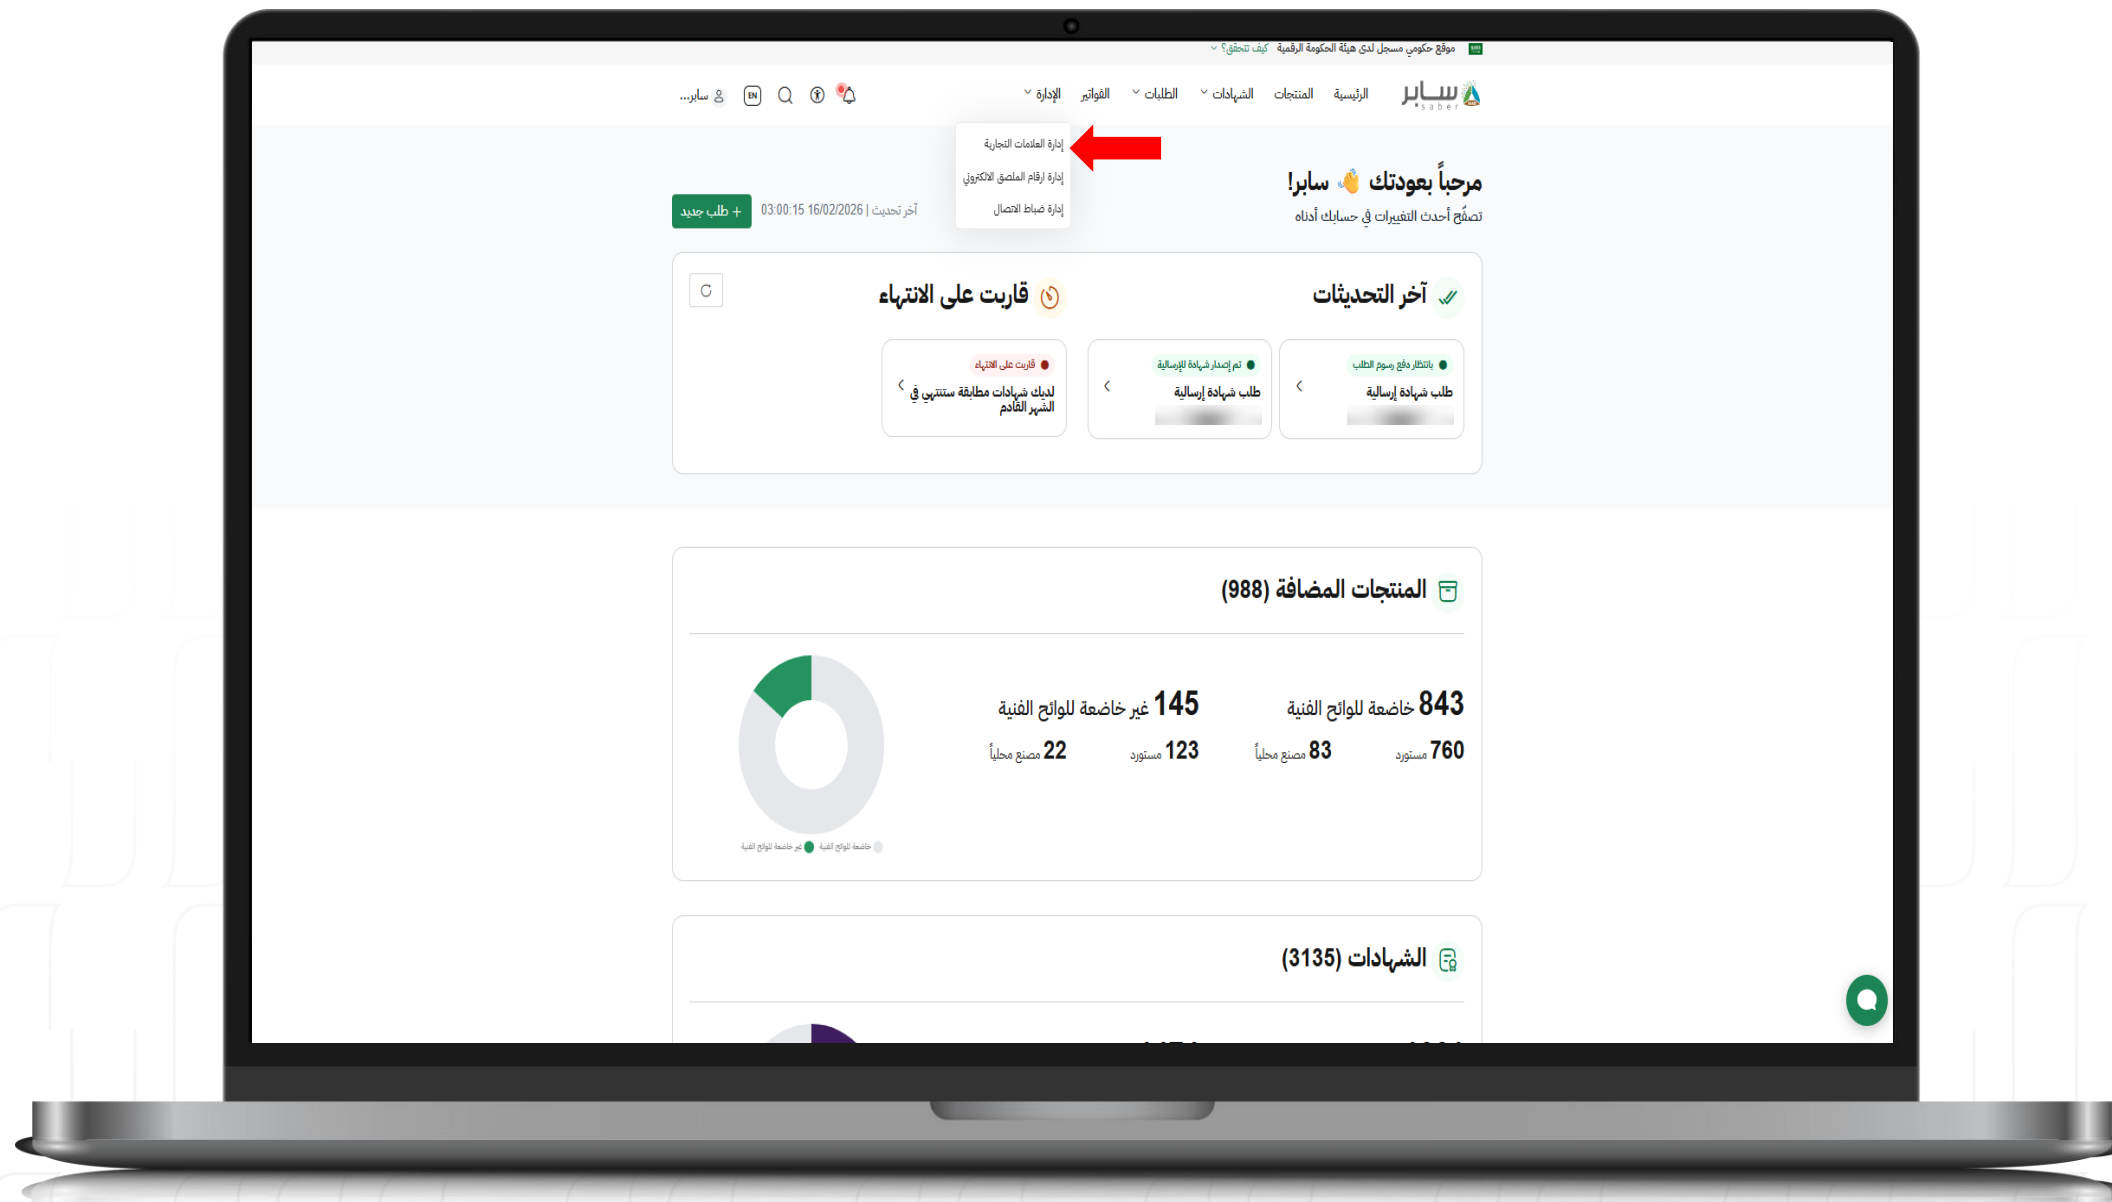 موقع حكومي مسجل لدى هيئة الحكومة الرقمية كيف تتحقق؟
سابر
saber
الرئيسية المنتجات الشهادات الطلبات الفواتير الإدارة
EN سابر...
إدارة العلامات التجارية
إدارة ارقام الملصق الالكتروني
إدارة ضباط الاتصال
مرحباً بعودتك 👋 سابر!
تصفّح أحدث التغييرات في حسابك أدناه
آخر تحديث | 16/02/2026 03:00:15
+ طلب جديد
آخر التحديثات
قاربت على الانتهاء
بانتظار دفع رسوم الطلب
طلب شهادة إرسالية
تم إصدار شهادة للإرسالية
طلب شهادة إرسالية
قاربت على الانتهاء
لديك شهادات مطابقة ستنتهي في
الشهر القادم
المنتجات المضافة (988)
843 خاضعة للوائح الفنية
145 غير خاضعة للوائح الفنية
760 مستورد
83 مصنع محلياً
123 مستورد
22 مصنع محلياً
خاضعة للوائح الفنية
غير خاضعة للوائح الفنية
الشهادات (3135)